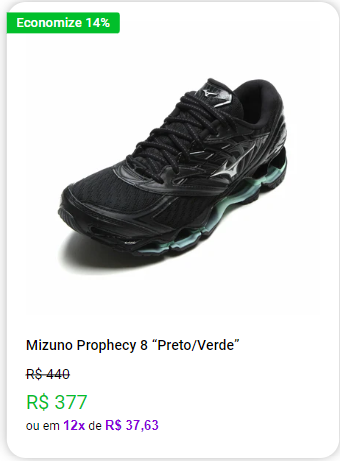 Economize 14%
Mizuno Prophecy 8 “Preto/Verde”
R$ 440
R$ 377
ou em 12x de R$ 37,63